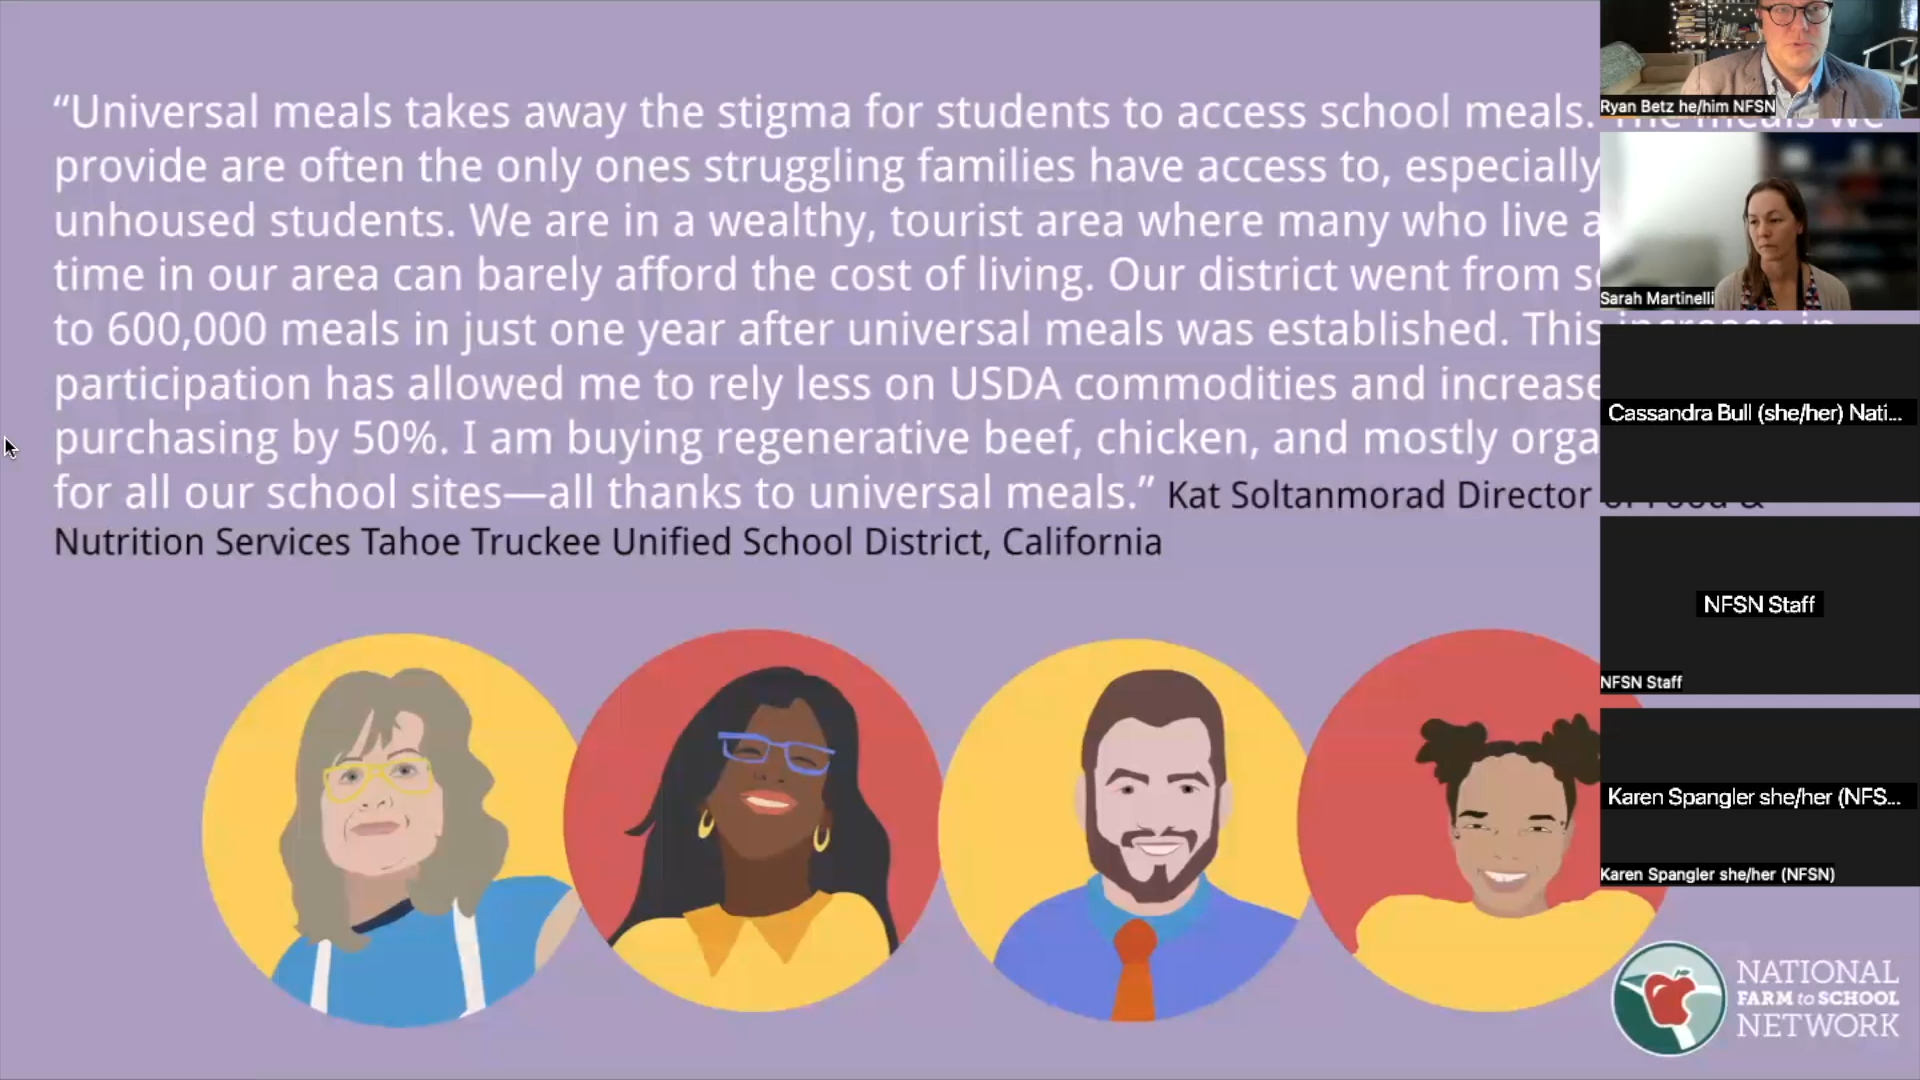 “Universal meals takes away the stigma for students to access school meals. The meals we
provide are often the only ones struggling families have access to, especially
unhoused students. We are in a wealthy, tourist area where many who live
time in our area can barely afford the cost of living. Our district went from
to 600,000 meals in just one year after universal meals was established. This increase in
participation has allowed me to rely less on USDA commodities and increase
purchasing by 50%. I am buying regenerative beef, chicken, and mostly
for all our school sites—all thanks to universal meals.” Kat Soltanmorad Director of Food &
Nutrition Services Tahoe Truckee Unified School District, California
Ryan Betz he/him NFSN
Sarah Martinelli
Cassandra Bull (she/her) Nati...
NFSN Staff
NFSN Staff
Karen Spangler she/her (NFS...
Karen Spangler she/her (NFSN)
NATIONAL
FARM to SCHOOL
NETWORK